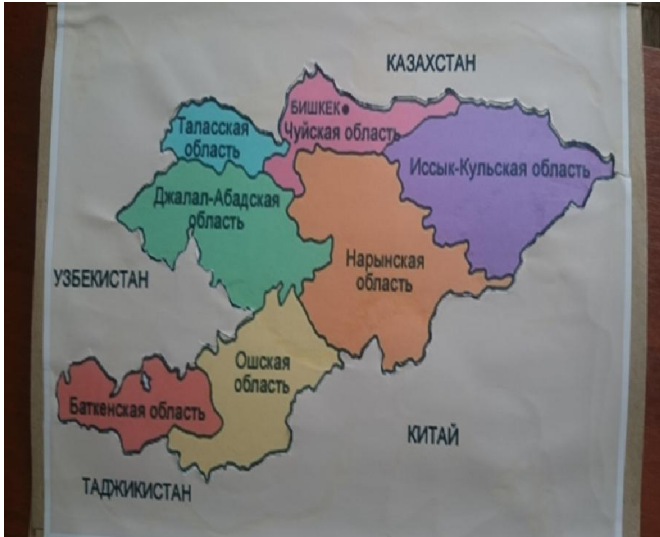 КАЗАХСТАН
БИШКЕК
Чуйская область
Таласская
область
Иссык-Кульская область
Джалал-Абадская
область
Нарынская
область
УЗБЕКИСТАН
Ошская
область
Баткенская область
КИТАЙ
ТАДЖИКИСТАН